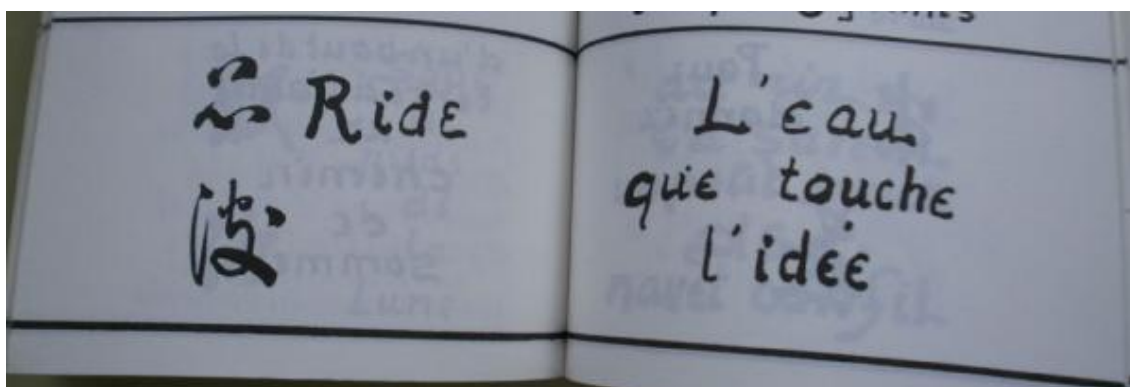 心 Ride
波
L'eau
que touche
l'idée